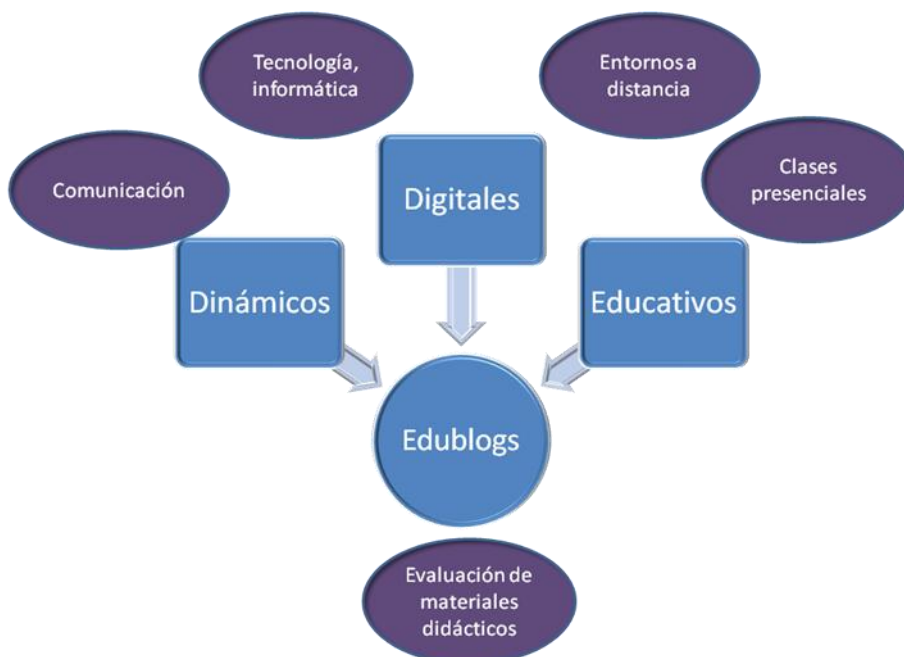 Tecnología,
informática
Entornos a
distancia
Comunicación
Clases
presenciales
Digitales
Dinámicos
Educativos
Edublogs
Evaluación de
materiales
didácticos